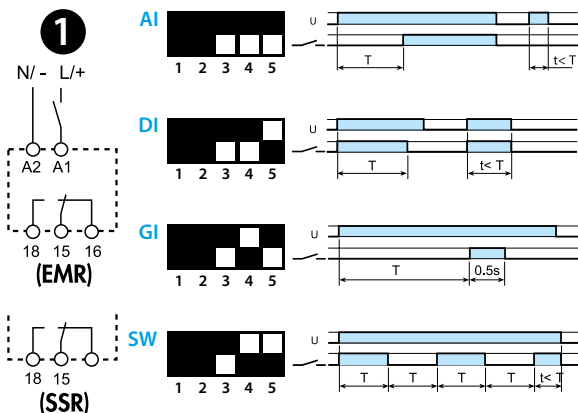 1
N/ - L/+
A2 A1
18 15 16
(EMR)
18 15
(SSR)
AI
1 2 3 4 5
U
T t< T
DI
1 2 3 4 5
U
T t< T
GI
1 2 3 4 5
U
T 0.5s
SW
1 2 3 4 5
U
T T T T t< T